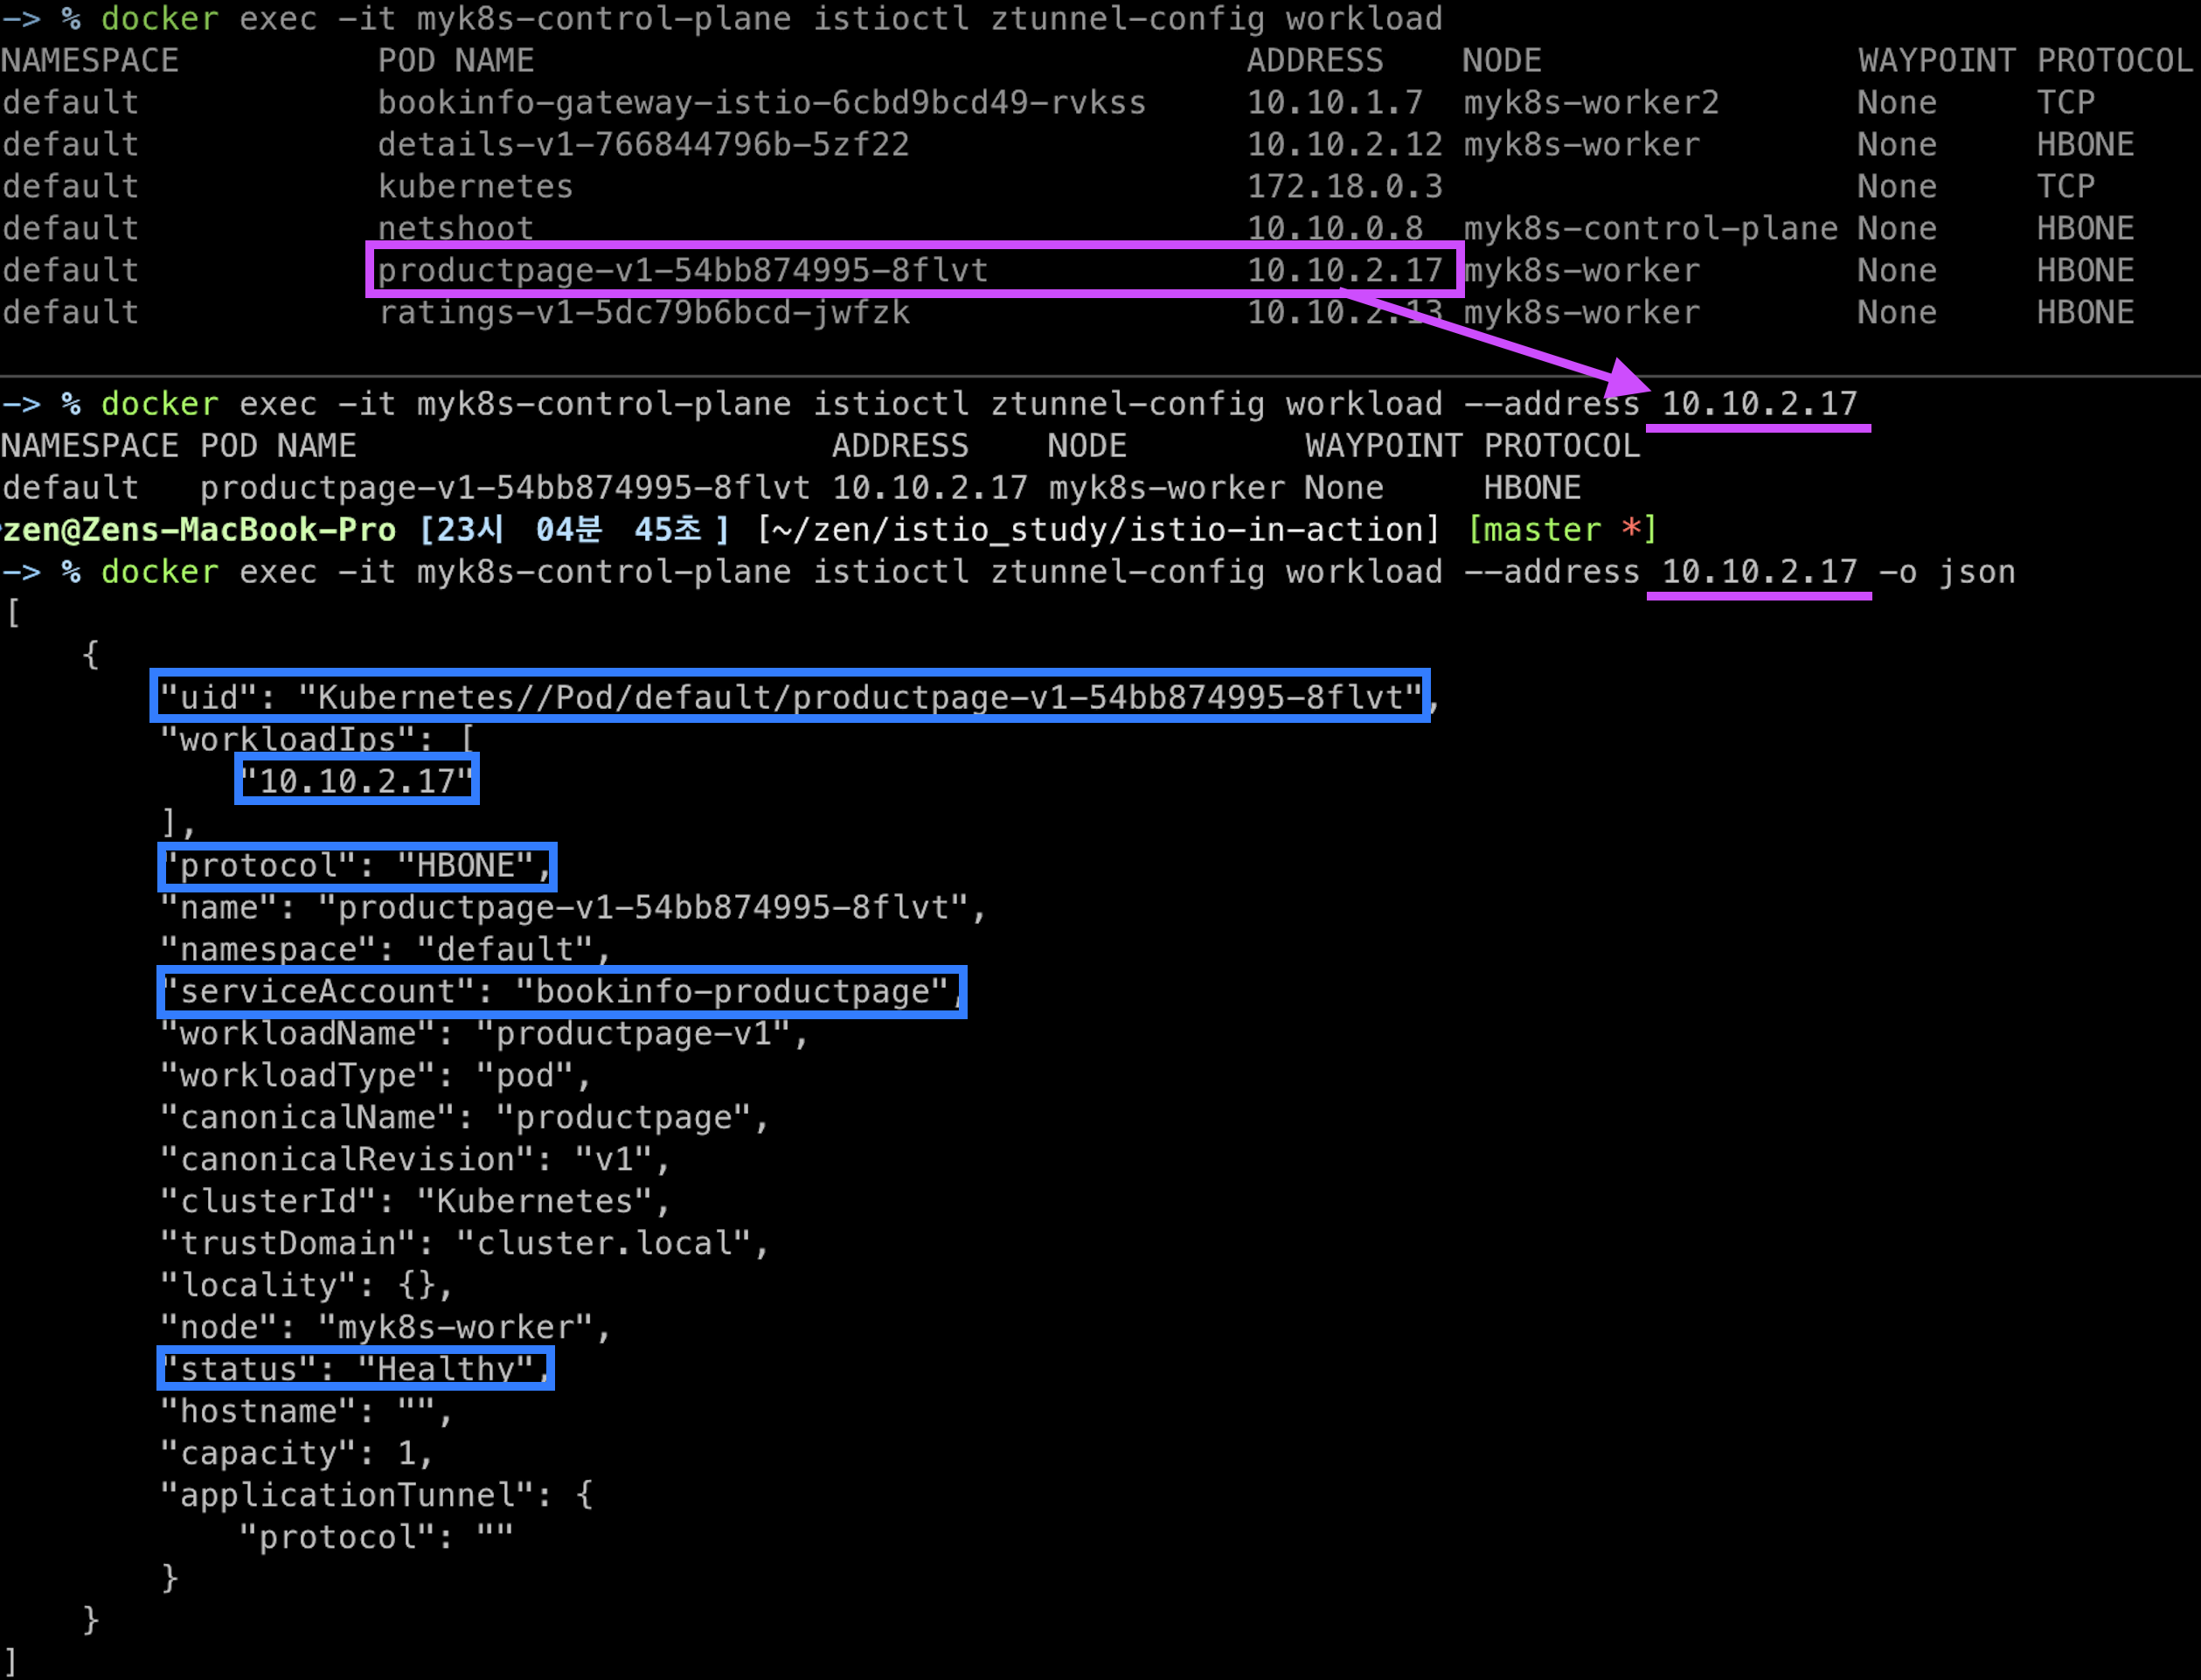 –> % docker exec -it myk8s-control-plane istioctl ztunnel-config workload
NAMESPACE POD NAME ADDRESS NODE WAYPOINT PROTOCOL
default bookinfo-gateway-istio-6cbd9bcd49-rvkss 10.10.1.7 myk8s-worker2 None TCP
default details-v1-766844796b-5zf22 10.10.2.12 myk8s-worker None HBONE
default kubernetes 172.18.0.3 None TCP
default netshoot 10.10.0.8 myk8s-control-plane None HBONE
default productpage-v1-54bb874995-8flvt 10.10.2.17 myk8s-worker None HBONE
default ratings-v1-5dc79b6bcd-jwfzk 10.10.2.13 myk8s-worker None HBONE
–> % docker exec -it myk8s-control-plane istioctl ztunnel-config workload --address 10.10.2.17
NAMESPACE POD NAME ADDRESS NODE WAYPOINT PROTOCOL
default productpage-v1-54bb874995-8flvt 10.10.2.17 myk8s-worker None HBONE
zen@Zens-MacBook-Pro [23시 04분 45초] [~/zen/istio_study/istio-in-action] [master *]
–> % docker exec -it myk8s-control-plane istioctl ztunnel-config workload --address 10.10.2.17 -o json
[
{
"uid": "Kubernetes//Pod/default/productpage-v1-54bb874995-8flvt",
"workloadIps": [
"10.10.2.17"
],
"protocol": "HBONE",
"name": "productpage-v1-54bb874995-8flvt",
"namespace": "default",
"serviceAccount": "bookinfo-productpage",
"workloadName": "productpage-v1",
"workloadType": "pod",
"canonicalName": "productpage",
"canonicalRevision": "v1",
"clusterId": "Kubernetes",
"trustDomain": "cluster.local",
"locality": {},
"node": "myk8s-worker",
"status": "Healthy",
"hostname": "",
"capacity": 1,
"applicationTunnel": {
"protocol": ""
}
}
]